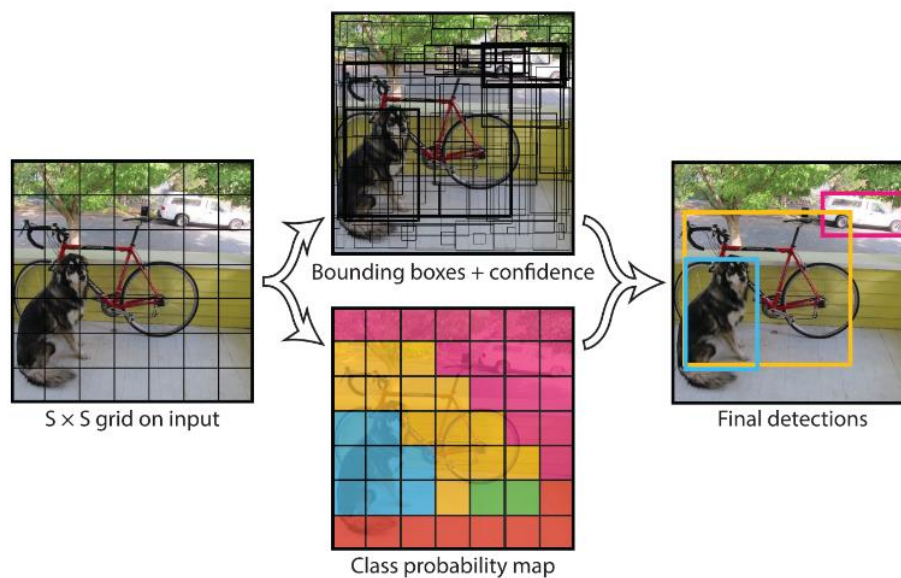 S × S grid on input
Bounding boxes + confidence
Class probability map
Final detections